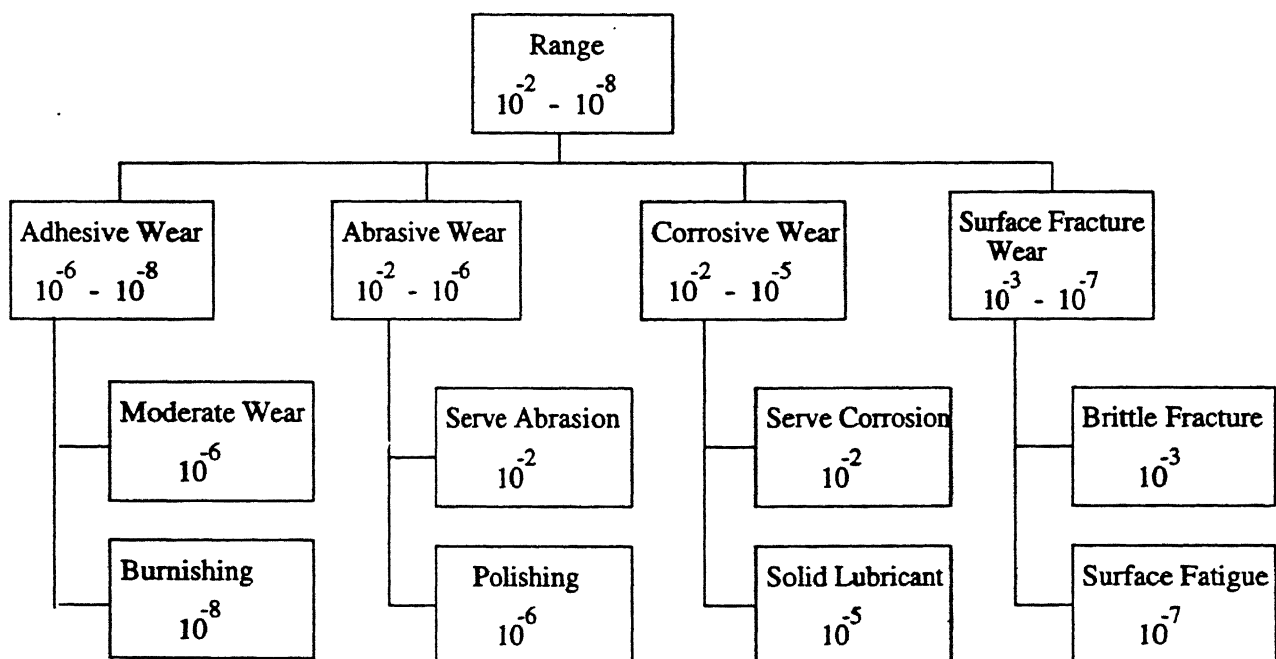 Range
10^-2 - 10^-8
Adhesive Wear
10^-6 - 10^-8
Abrasive Wear
10^-2 - 10^-6
Corrosive Wear
10^-2 - 10^-5
Surface Fracture
Wear
10^-3 - 10^-7
Moderate Wear
10^-6
Serve Abrasion
10^-2
Serve Corrosion
10^-2
Brittle Fracture
10^-3
Burnishing
10^-8
Polishing
10^-6
Solid Lubricant
10^-5
Surface Fatigue
10^-7